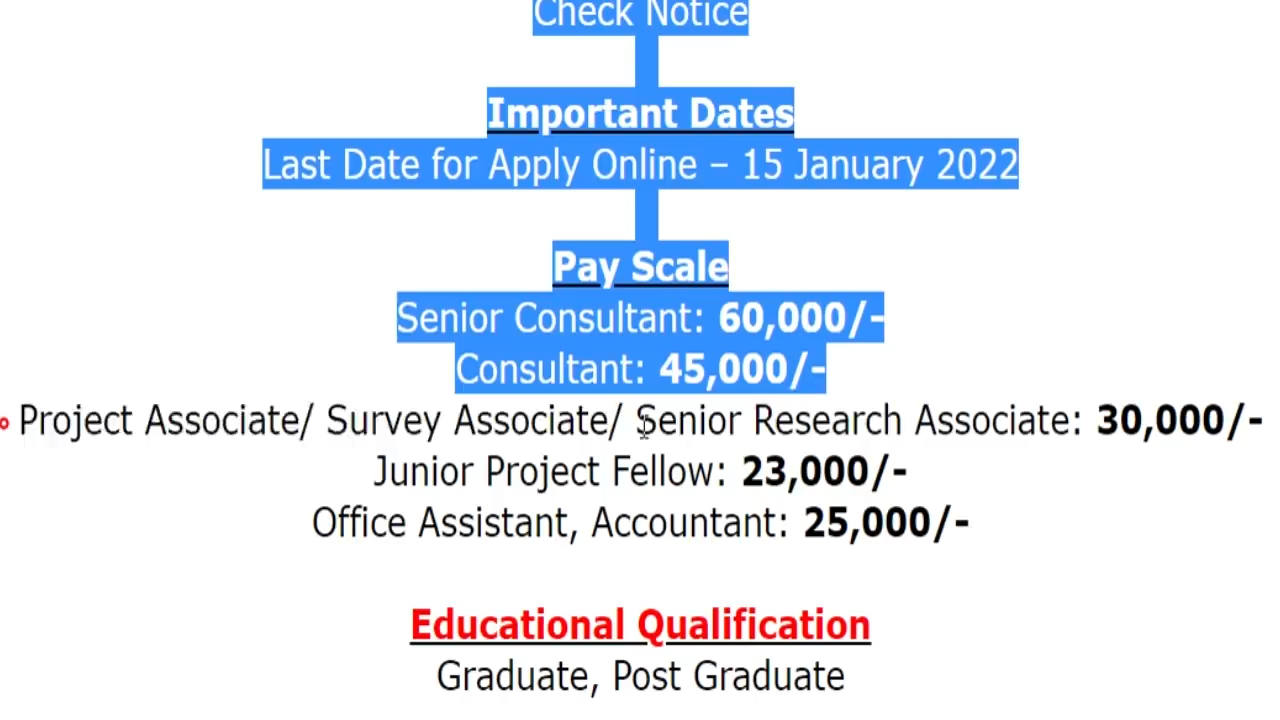 Check Notice
Important Dates
Last Date for Apply Online – 15 January 2022
Pay Scale
Senior Consultant: 60,000/-
Consultant: 45,000/-
Project Associate/ Survey Associate/ Senior Research Associate: 30,000/-
Junior Project Fellow: 23,000/-
Office Assistant, Accountant: 25,000/-
Educational Qualification
Graduate, Post Graduate